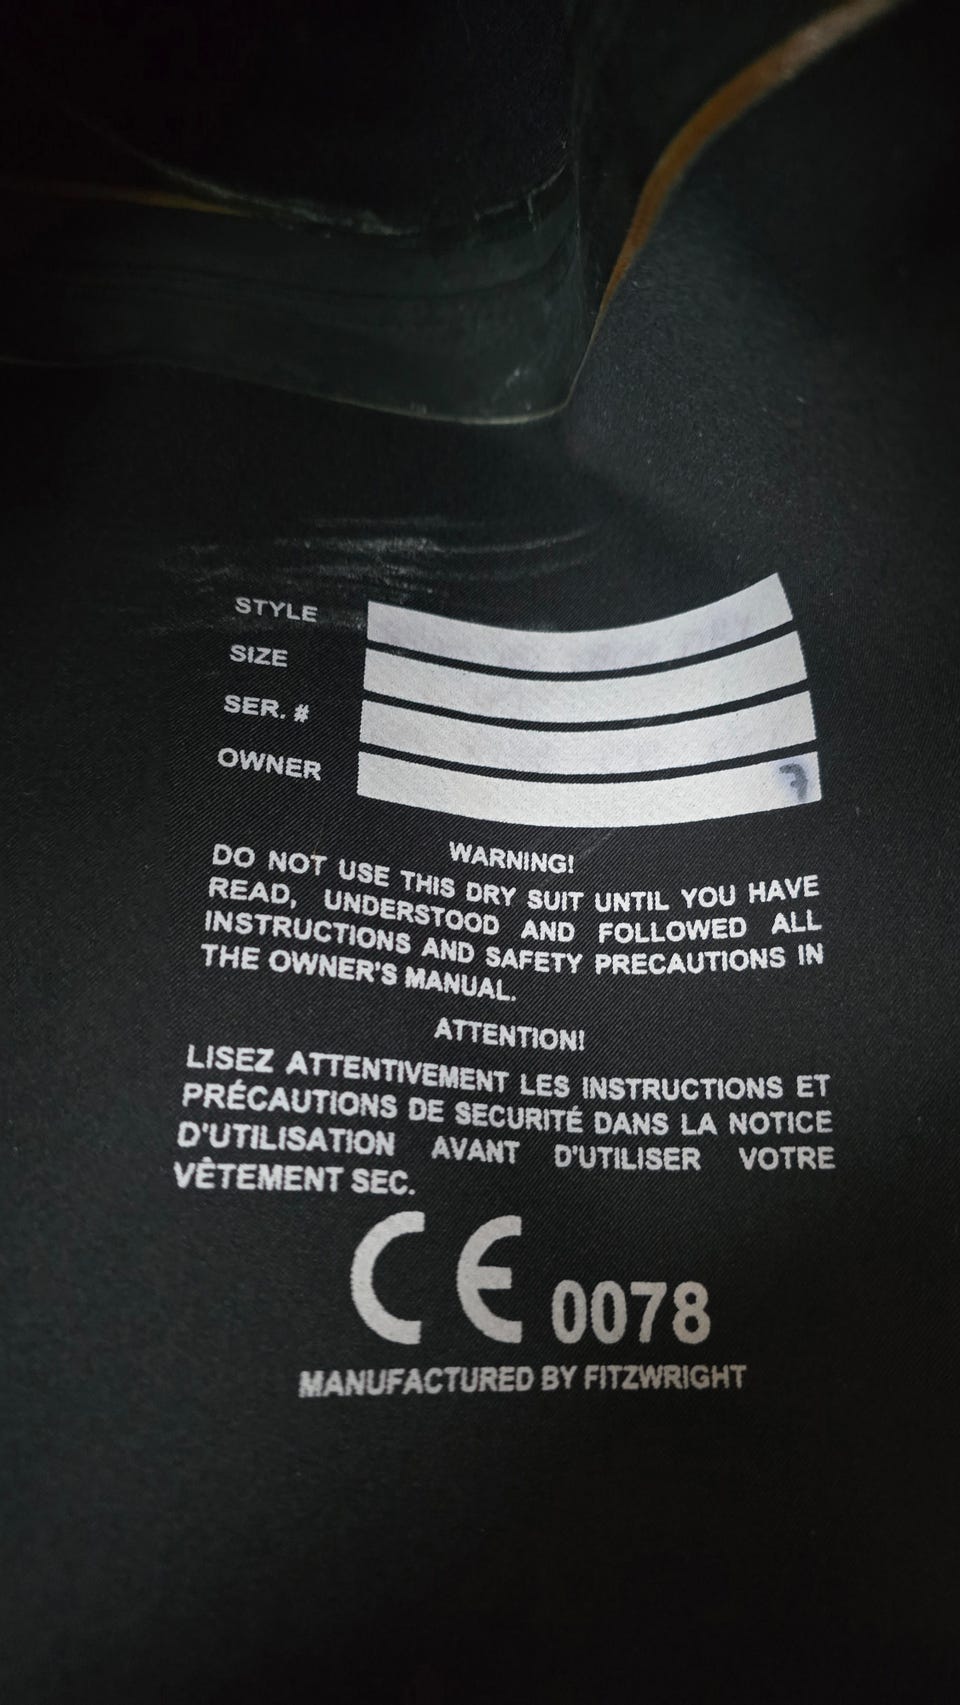 STYLE
SIZE
SER. #
OWNER 7
WARNING!
DO NOT USE THIS DRY SUIT UNTIL YOU HAVE
READ, UNDERSTOOD AND FOLLOWED ALL
INSTRUCTIONS AND SAFETY PRECAUTIONS IN
THE OWNER'S MANUAL.
ATTENTION!
LISEZ ATTENTIVEMENT LES INSTRUCTIONS ET
PRÉCAUTIONS DE SECURITÉ DANS LA NOTICE
D'UTILISATION AVANT D'UTILISER VOTRE
VÊTEMENT SEC.
CE 0078
MANUFACTURED BY FITZWRIGHT